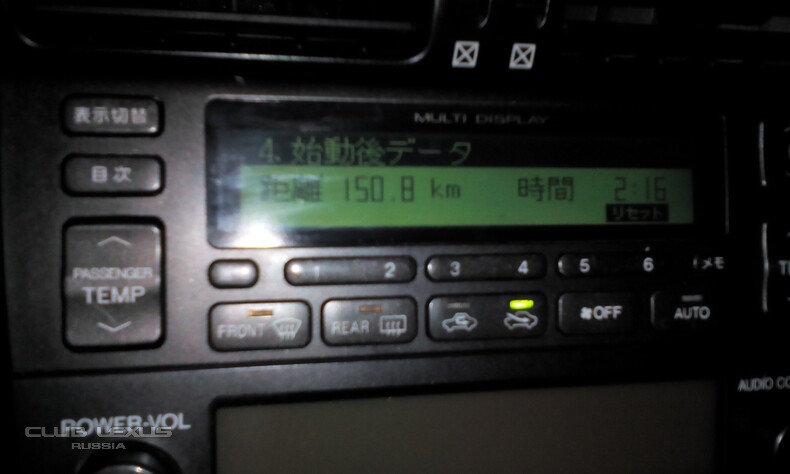 表示切替
MULTI DISPLAY
4. 始動後データ
目次
距離 150.8 km 時間 2:16
リセット
PASSENGER
TEMP
1 2 3 4 5 6 メモ
FRONT REAR OFF AUTO
AUDIO CO
POWER·VOL
CLUB LEXUS
RUSSIA